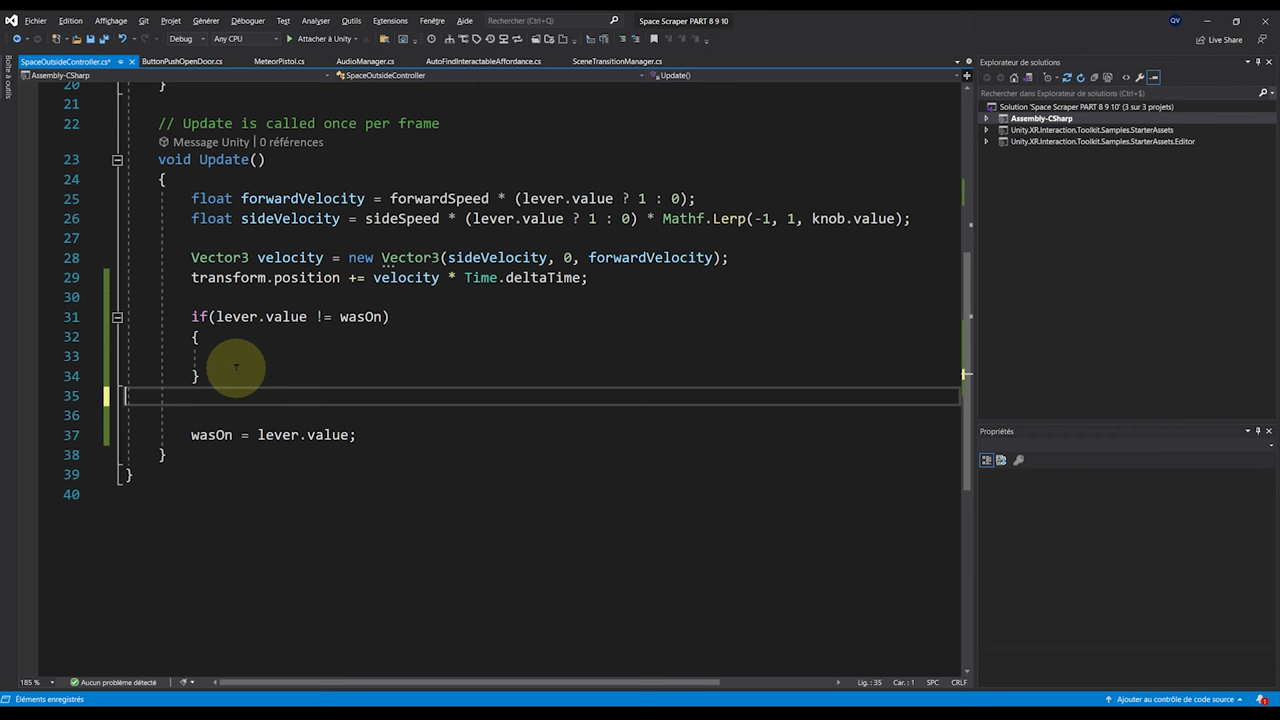 Fichier Edition Affichage Git Projet Générer Déboguer Test Analyser Outils Extensions Fenêtre Aide Rechercher (Ctrl+Q) Space Scraper PART 8 9 10 QV
Debug Any CPU Attacher à Unity Live Share
SpaceOutsideController.cs* ButtonPushOpenDoor.cs MeteorPistol.cs AudioManager.cs AutoFindInteractableAffordance.cs SceneTransitionManager.cs
Assembly-CSharp SpaceOutsideController Update()
Boîte à outils
20 }
21
22 // Update is called once per frame
Message Unity | 0 références
23 void Update()
24 {
25 float forwardVelocity = forwardSpeed * (lever.value ? 1 : 0);
26 float sideVelocity = sideSpeed * (lever.value ? 1 : 0) * Mathf.Lerp(-1, 1, knob.value);
27
28 Vector3 velocity = new Vector3(sideVelocity, 0, forwardVelocity);
29 transform.position += velocity * Time.deltaTime;
30
31 if(lever.value != wasOn)
32 {
33
34 }
35
36
37 wasOn = lever.value;
38 }
39 }
40
185 % Aucun problème détecté Lig. : 35 Car. : 1 SPC CRLF
Explorateur de solutions
Rechercher dans Explorateur de solutions (Ctrl+$)
Solution 'Space Scraper PART 8 9 10' (3 sur 3 projets)
Assembly-CSharp
Unity.XR.Interaction.Toolkit.Samples.StarterAssets
Unity.XR.Interaction.Toolkit.Samples.StarterAssets.Editor
Propriétés
Éléments enregistrés Ajouter au contrôle de code source 1